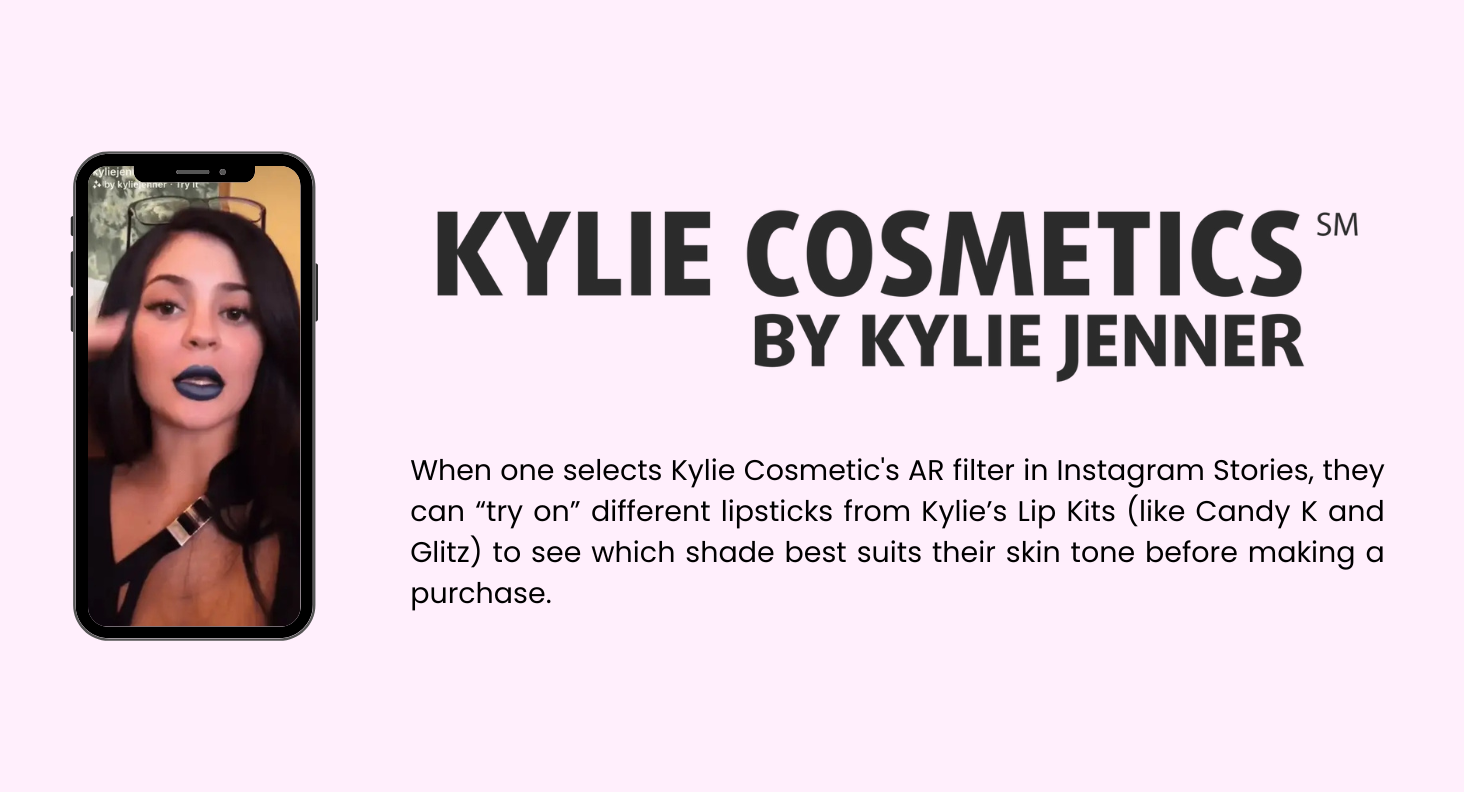 kyliejen
by kyliejenner · Try it
KYLIE COSMETICS SM
BY KYLIE JENNER
When one selects Kylie Cosmetic's AR filter in Instagram Stories, they
can “try on” different lipsticks from Kylie’s Lip Kits (like Candy K and
Glitz) to see which shade best suits their skin tone before making a
purchase.